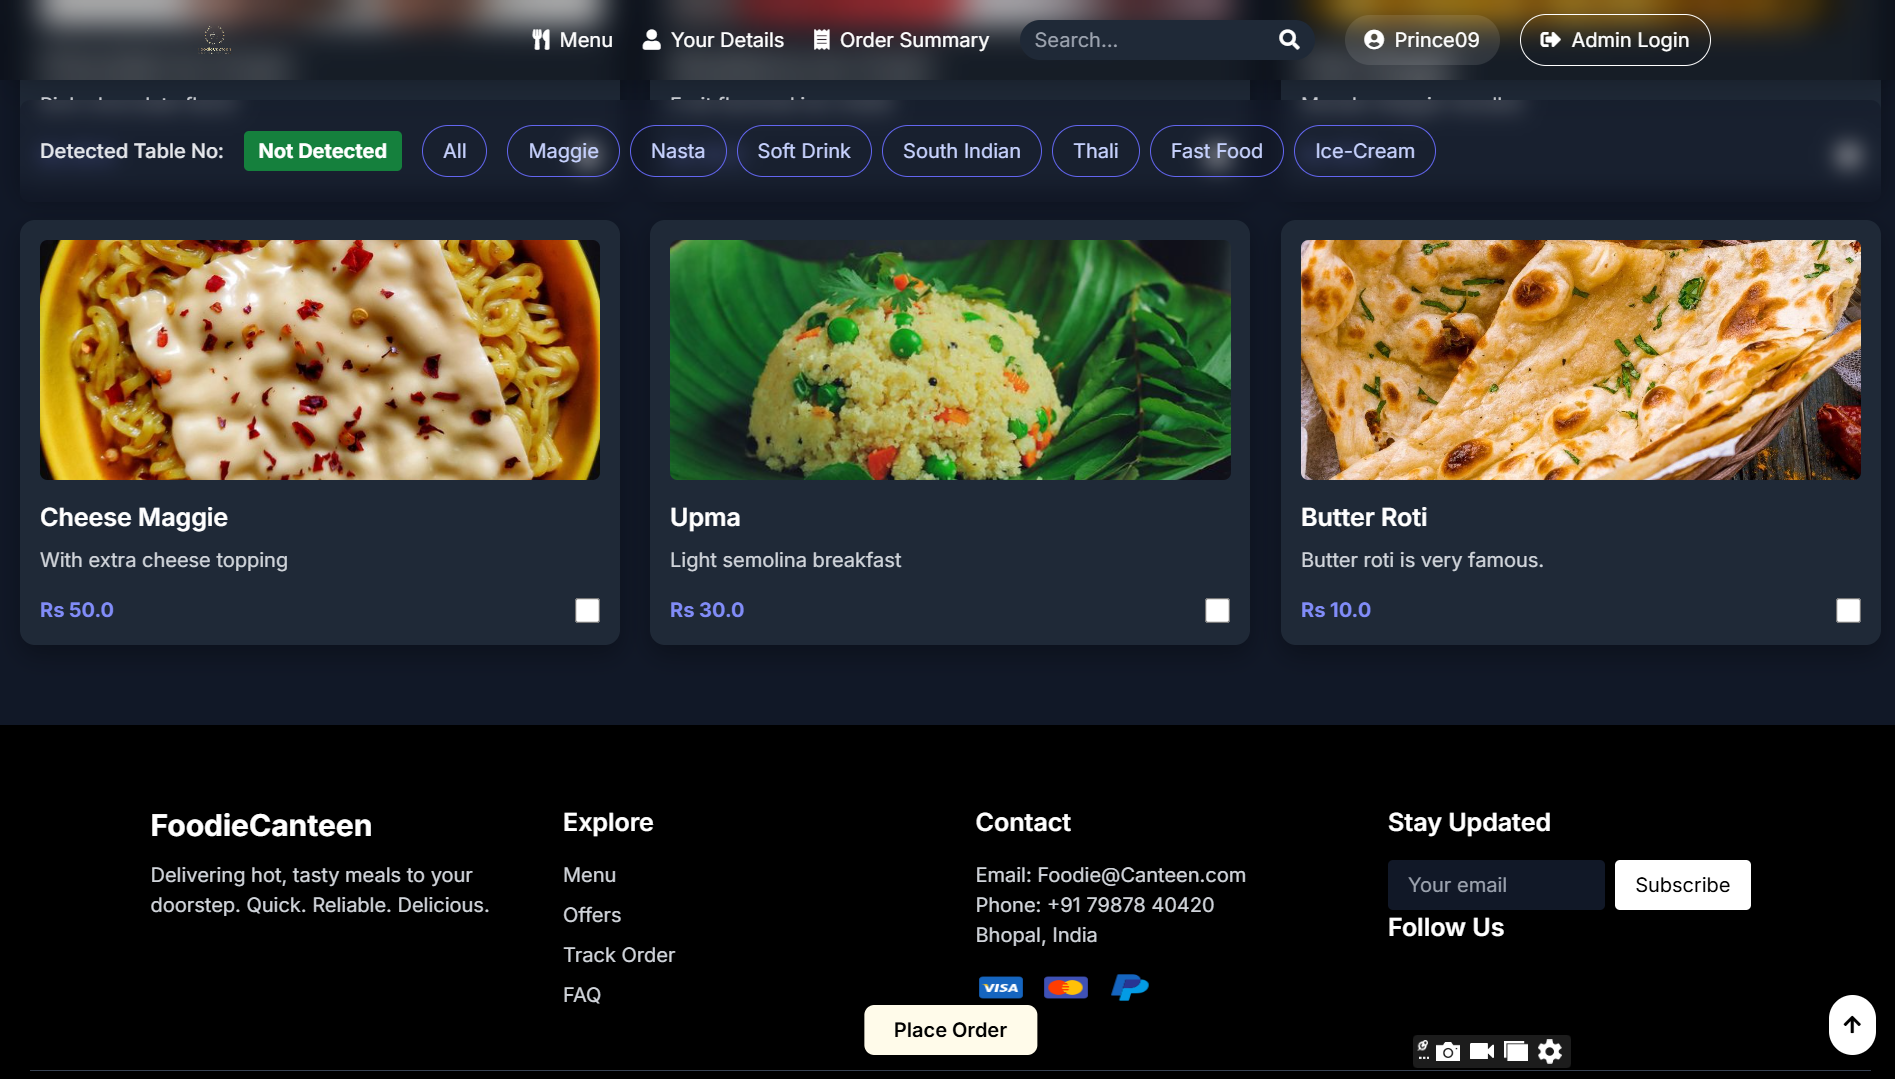 Menu
Your Details
Order Summary
Search...
Prince09
Admin Login
Detected Table No:
Not Detected
All
Maggie
Nasta
Soft Drink
South Indian
Thali
Fast Food
Ice-Cream
Cheese Maggie
With extra cheese topping
Rs 50.0
Upma
Light semolina breakfast
Rs 30.0
Butter Roti
Butter roti is very famous.
Rs 10.0
FoodieCanteen
Delivering hot, tasty meals to your
doorstep. Quick. Reliable. Delicious.
Explore
Menu
Offers
Track Order
FAQ
Contact
Email: Foodie@Canteen.com
Phone: +91 79878 40420
Bhopal, India
VISA
Stay Updated
Your email
Subscribe
Follow Us
Place Order